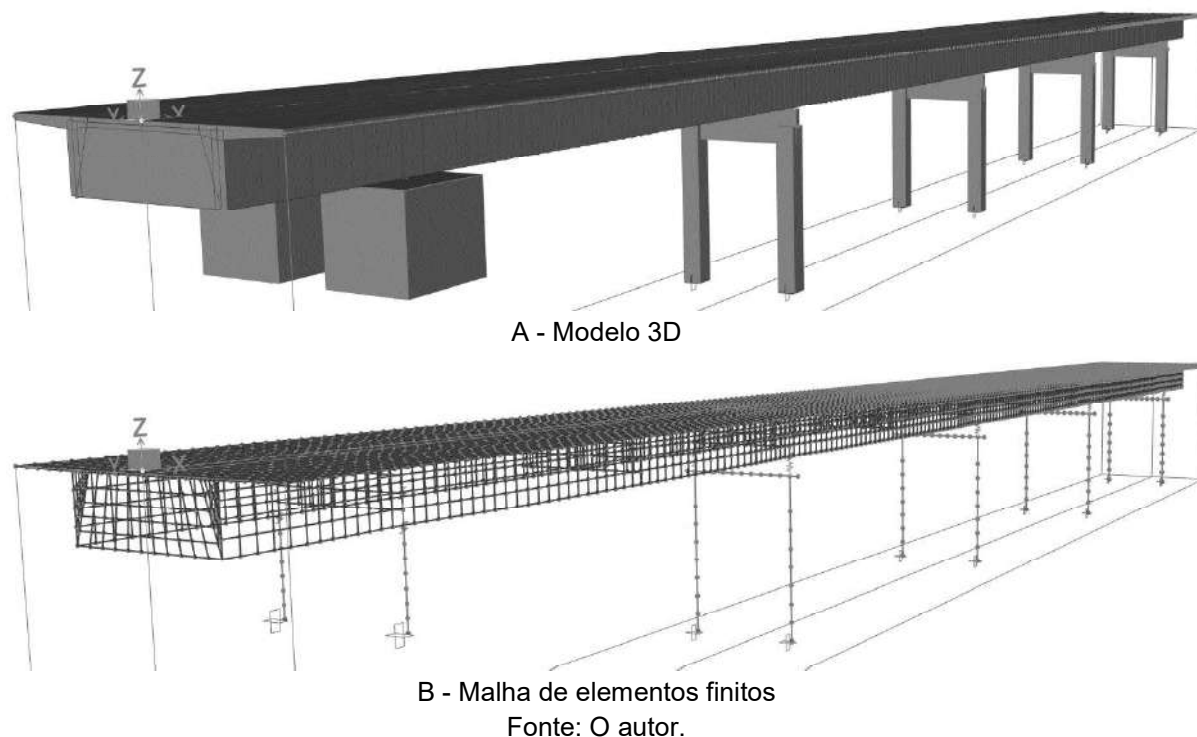 Z
Y X
A - Modelo 3D
Z
Y X
B - Malha de elementos finitos
Fonte: O autor.